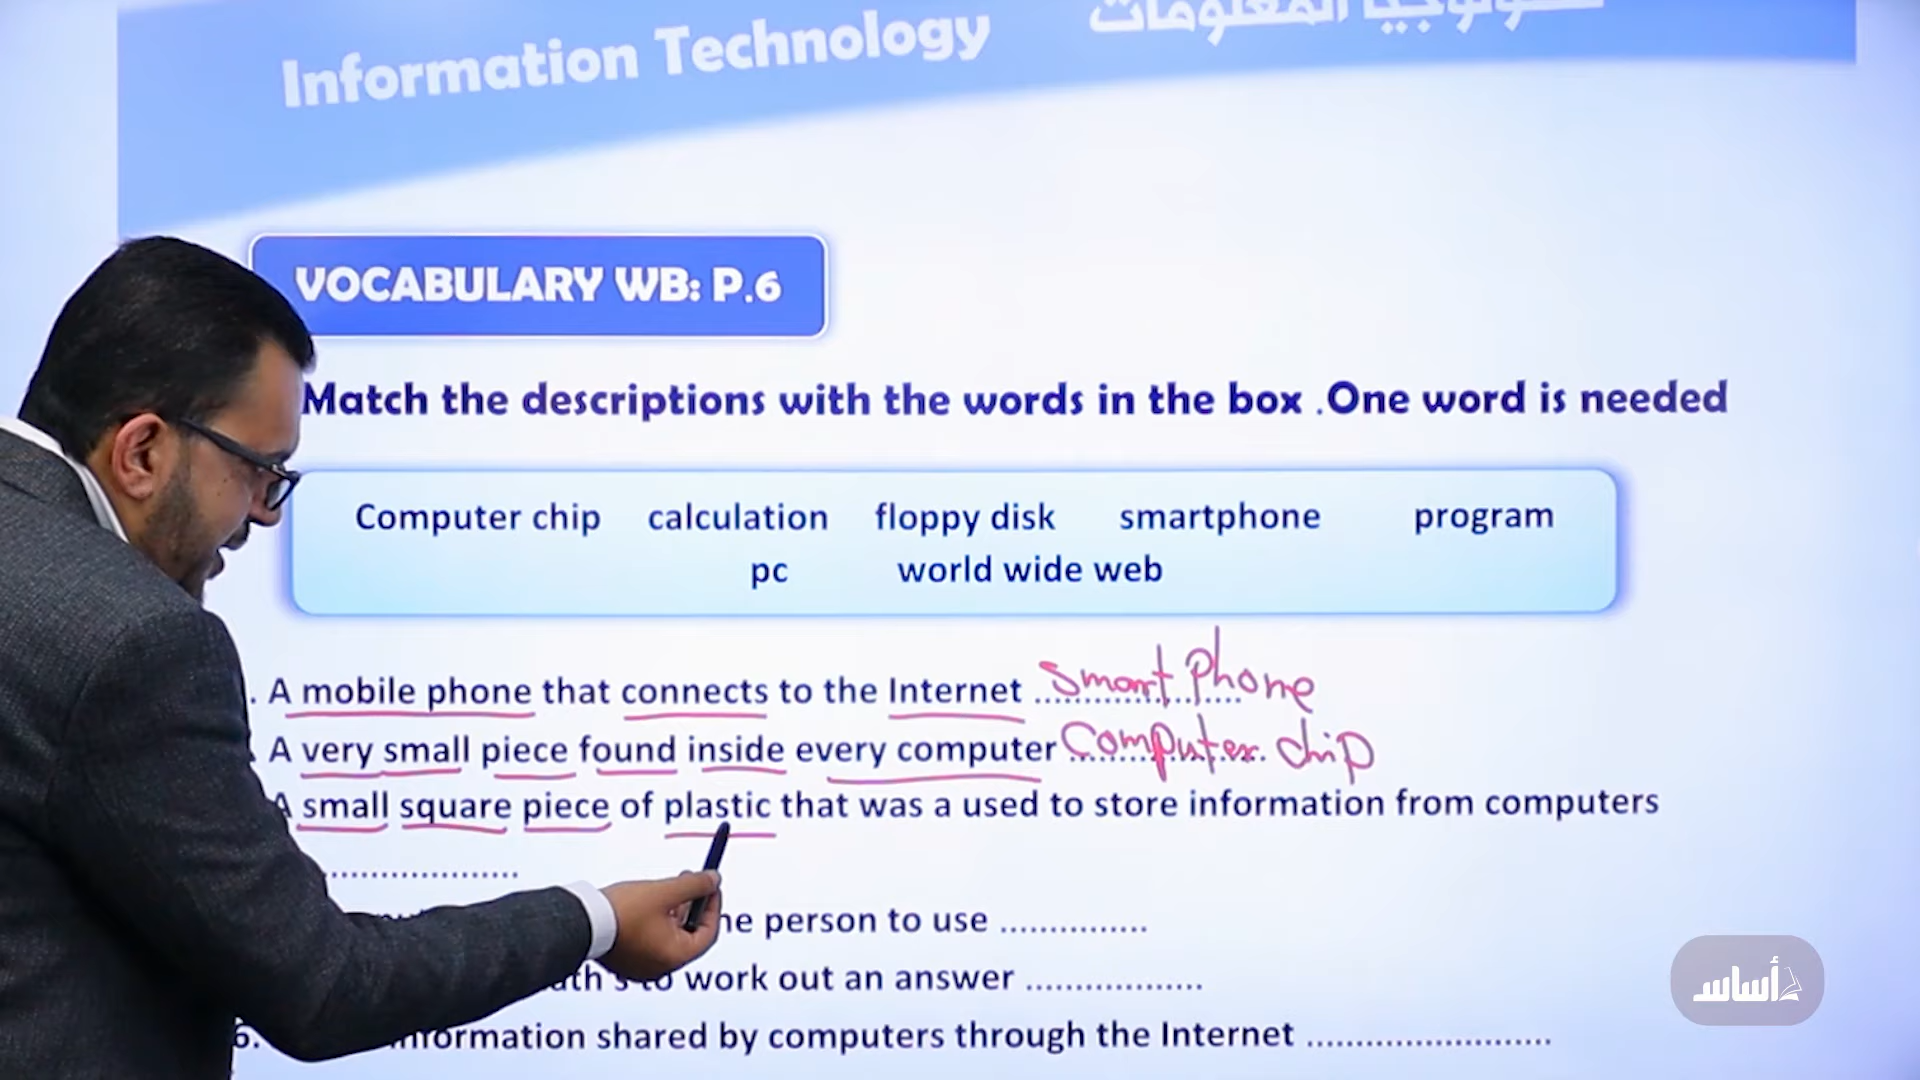 Information Technology
المعلومات
VOCABULARY WB: P.6
Match the descriptions with the words in the box .One word is needed
Computer chip calculation floppy disk smartphone program
pc world wide web
. A mobile phone that connects to the Internet .................... Smart Phone
. A very small piece found inside every computer .................... Computer chip
A small square piece of plastic that was a used to store information from computers
....................
person to use ...............
to work out an answer ..................
6. shared by computers through the Internet .........................
أساس